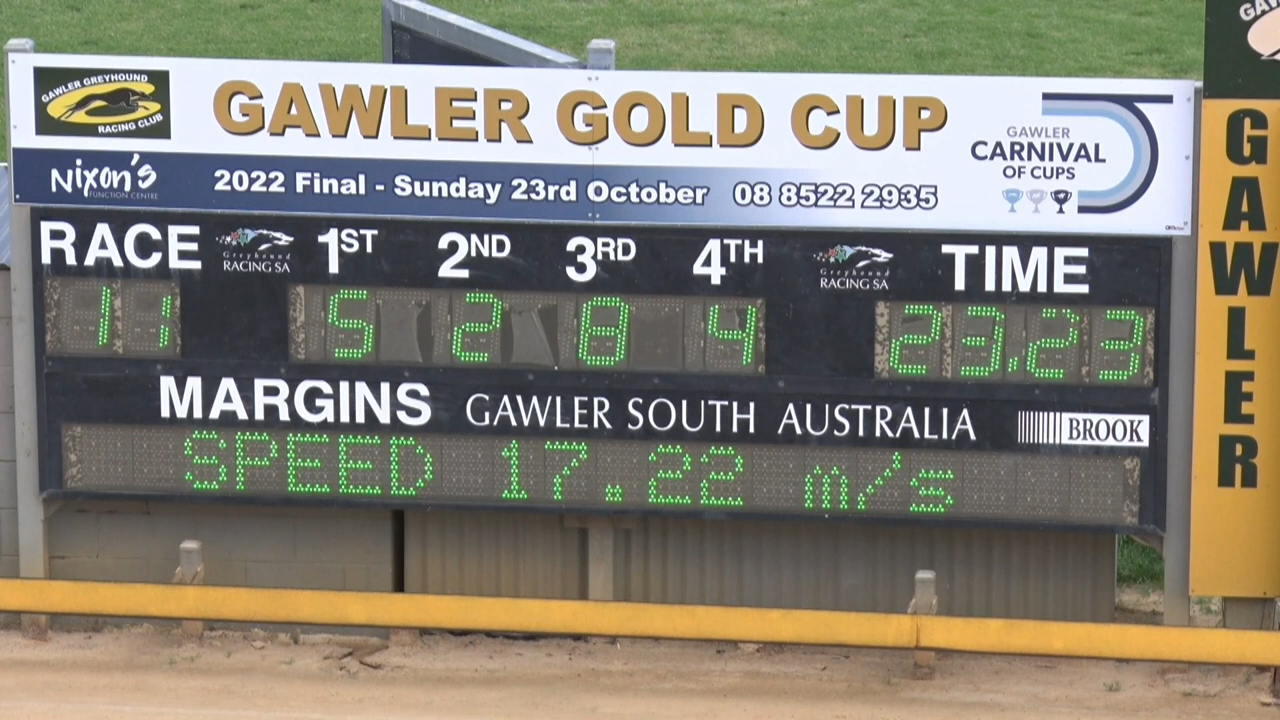 GAWLER GREYHOUND
RACING CLUB
GAWLER GOLD CUP
GAWLER
CARNIVAL
OF CUPS
Nixon's
FUNCTION CENTRE
2022 Final - Sunday 23rd October 08 8522 2935
RACE
Greyhound
RACING SA
1ST 2ND 3RD 4TH
Greyhound
RACING SA
TIME
11 5 2 8 4 23.23
MARGINS GAWLER SOUTH AUSTRALIA BROOK
SPEED 17.22 m/s
GAWLER